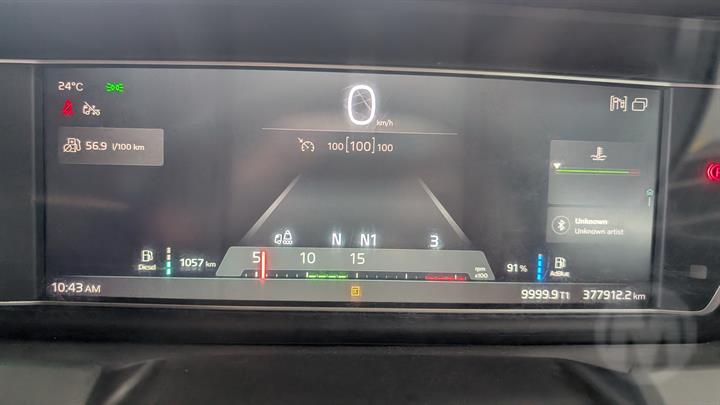 24°C
0
km/h
56.9 l/100 km
100 [100] 100
Unknown
Unknown artist
N N1 3
5 10 15
rpm
x100
Diesel
1057 km
91 %
AdBlue
10:43 AM
9999.9 T1 377912.2 km
M